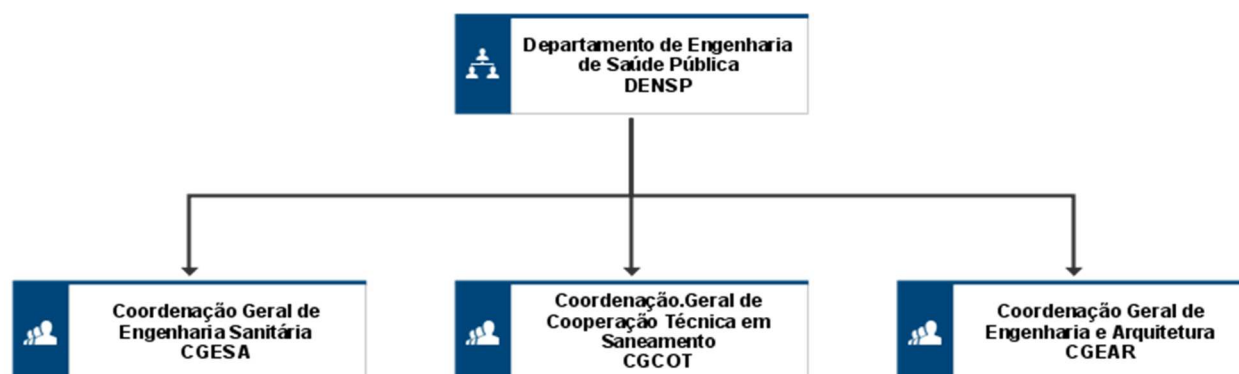 Departamento de Engenharia
de Saúde Pública
DENSP
Coordenação Geral de
Engenharia Sanitária
CGESA
Coordenação.Geral de
Cooperação Técnica em
Saneamento
CGCOT
Coordenação Geral de
Engenharia e Arquitetura
CGEAR